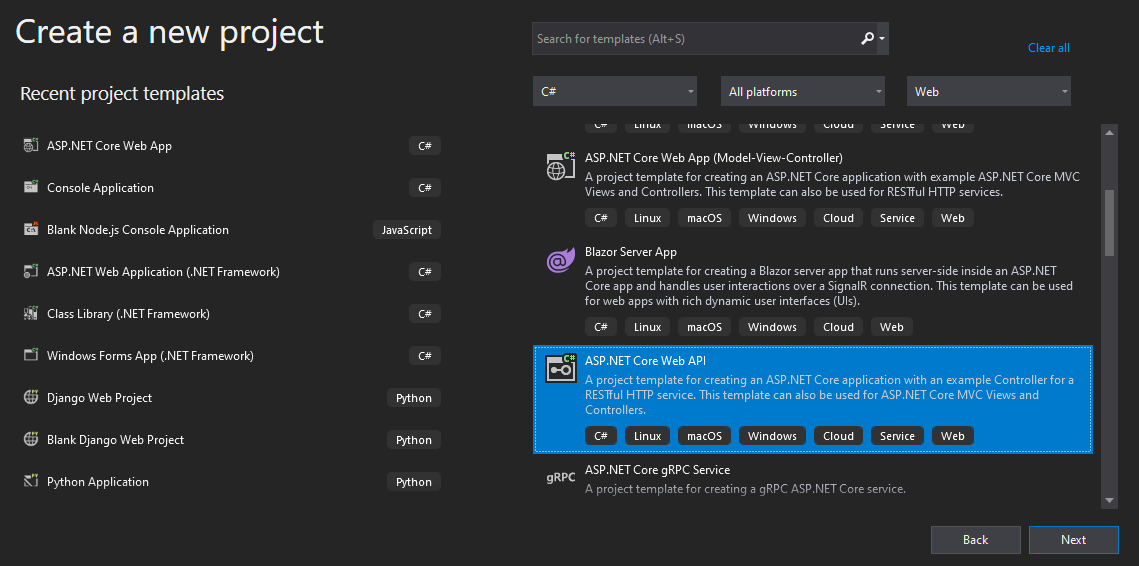 Create a new project
Search for templates (Alt+S)
Clear all
C#
All platforms
Web
Recent project templates
ASP.NET Core Web App
C#
Console Application
C#
Blank Node.js Console Application
JavaScript
ASP.NET Web Application (.NET Framework)
C#
Class Library (.NET Framework)
C#
Windows Forms App (.NET Framework)
C#
Django Web Project
Python
Blank Django Web Project
Python
Python Application
Python
C# Linux macOS Windows Cloud Service Web
C#
ASP.NET Core Web App (Model-View-Controller)
A project template for creating an ASP.NET Core application with example ASP.NET Core MVC
Views and Controllers. This template can also be used for RESTful HTTP services.
C# Linux macOS Windows Cloud Service Web
Blazor Server App
A project template for creating a Blazor server app that runs server-side inside an ASP.NET
Core app and handles user interactions over a SignalR connection. This template can be used
for web apps with rich dynamic user interfaces (UIs).
C# Linux macOS Windows Cloud Web
C#
ASP.NET Core Web API
A project template for creating an ASP.NET Core application with an example Controller for a
RESTful HTTP service. This template can also be used for ASP.NET Core MVC Views and
Controllers.
C# Linux macOS Windows Cloud Service Web
gRPC
ASP.NET Core gRPC Service
A project template for creating a gRPC ASP.NET Core service.
Back
Next